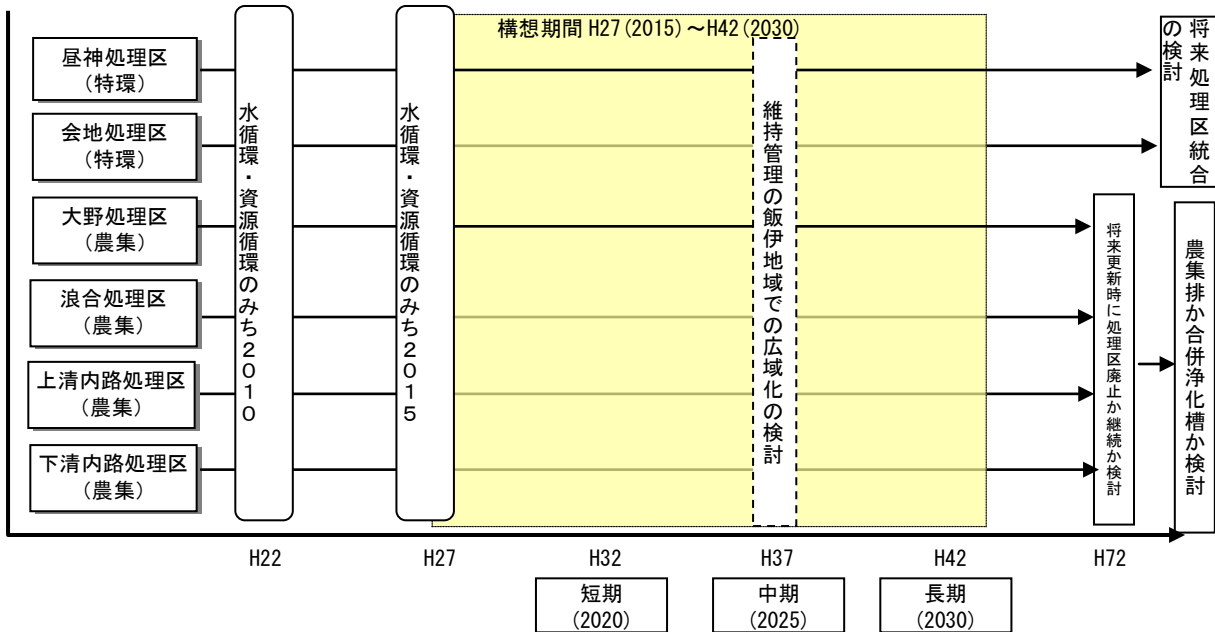 構想期間 H27(2015)～H42(2030)
昼神処理区
(特環)
会地処理区
(特環)
大野処理区
(農集)
浪合処理区
(農集)
上清内路処理区
(農集)
下清内路処理区
(農集)
水循環・資源循環のみち2010
水循環・資源循環のみち2015
維持管理の飯伊地域での広域化の検討
将来処理区統合
の検討
将来更新時に処理区廃止か継続か検討
農集排か合併浄化槽か検討
H22
H27
H32
H37
H42
H72
短期
(2020)
中期
(2025)
長期
(2030)